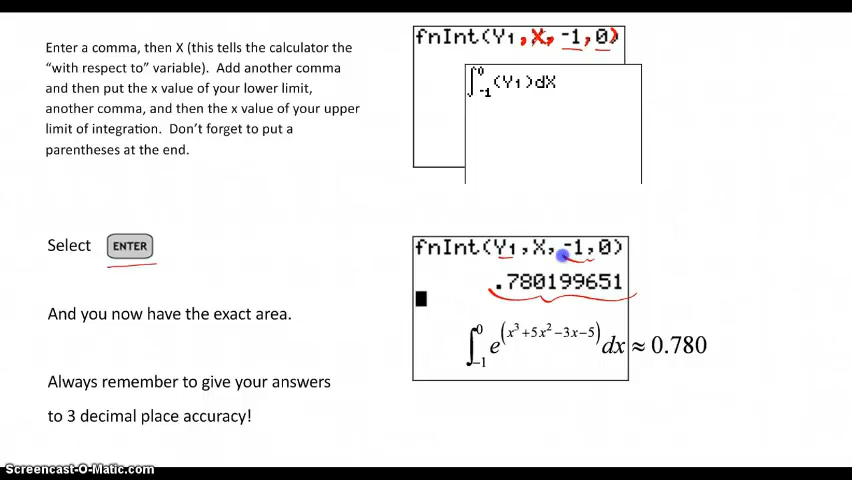 Enter a comma, then X (this tells the calculator the
“with respect to” variable). Add another comma
and then put the x value of your lower limit,
another comma, and then the x value of your upper
limit of integration. Don’t forget to put a
parentheses at the end.
fnInt(Y₁,X,-1,0)
∫₋₁⁰(Y₁)dX
Select ENTER
And you now have the exact area.
Always remember to give your answers
to 3 decimal place accuracy!
fnInt(Y₁,X,-1,0)
.780199651
∫₋₁⁰ e^(x³+5x²−3x−5) dx ≈ 0.780
Screencast-O-Matic.com